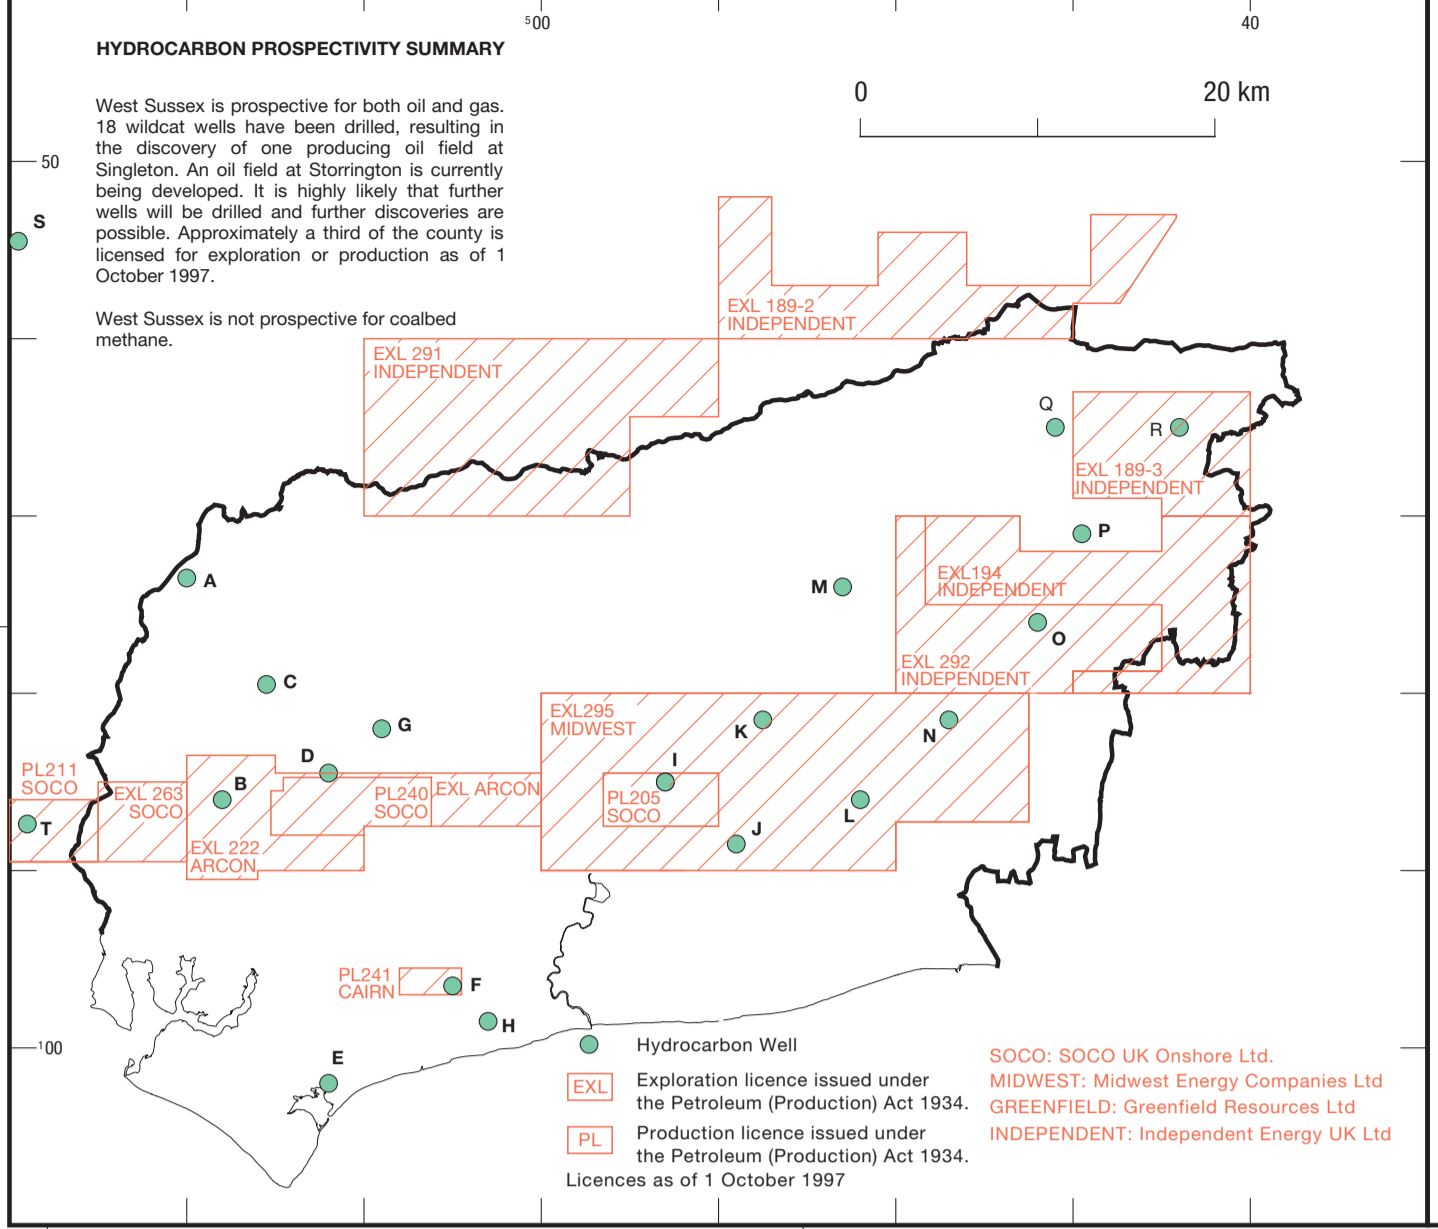 ⁵00
40
HYDROCARBON PROSPECTIVITY SUMMARY
West Sussex is prospective for both oil and gas.
18 wildcat wells have been drilled, resulting in
the discovery of one producing oil field at
Singleton. An oil field at Storrington is currently
being developed. It is highly likely that further
wells will be drilled and further discoveries are
possible. Approximately a third of the county is
licensed for exploration or production as of 1
October 1997.
West Sussex is not prospective for coalbed
methane.
0
20 km
50
S
EXL 189-2
INDEPENDENT
EXL 291
INDEPENDENT
Q
R
EXL 189-3
INDEPENDENT
P
A
M
EXL194
INDEPENDENT
O
EXL 292
INDEPENDENT
C
G
EXL295
MIDWEST
K
N
D
I
PL211
SOCO
EXL 263
SOCO
B
PL240
SOCO
EXL ARCON
PL205
SOCO
L
T
J
EXL 222
ARCON
PL241
CAIRN
F
H
E
100
Hydrocarbon Well
EXL
Exploration licence issued under
the Petroleum (Production) Act 1934.
PL
Production licence issued under
the Petroleum (Production) Act 1934.
Licences as of 1 October 1997
SOCO: SOCO UK Onshore Ltd.
MIDWEST: Midwest Energy Companies Ltd
GREENFIELD: Greenfield Resources Ltd
INDEPENDENT: Independent Energy UK Ltd